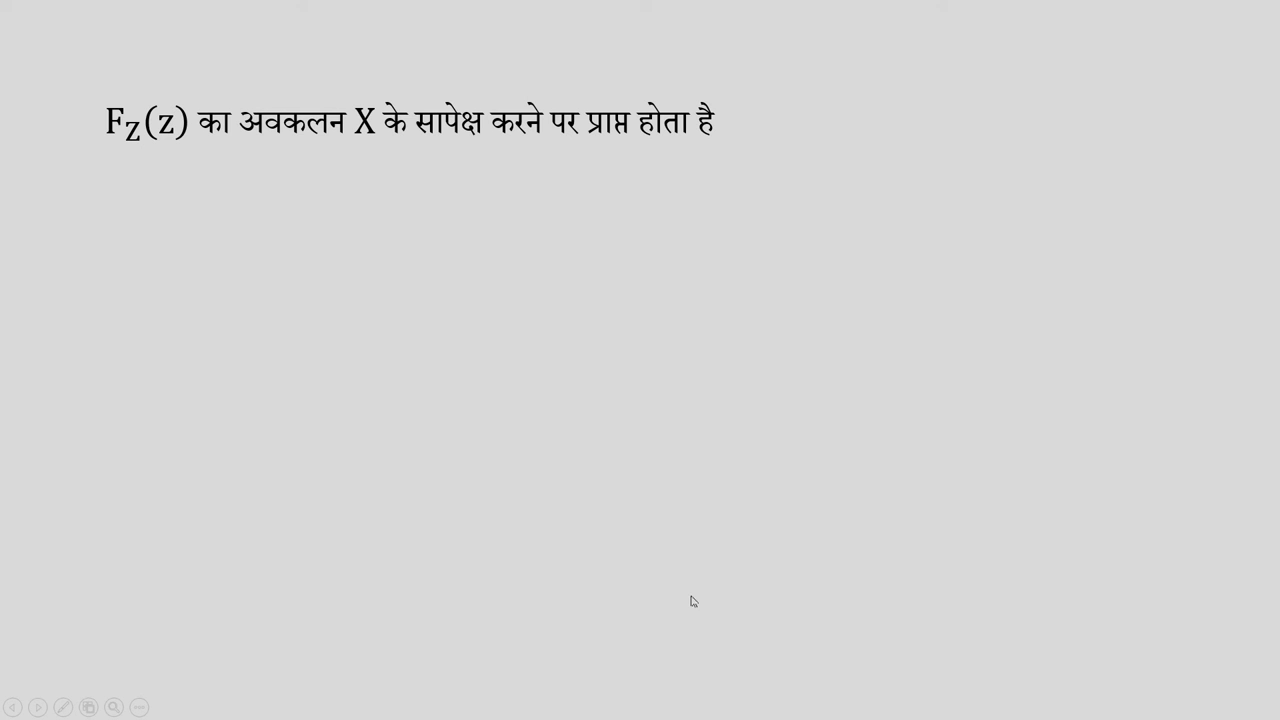 F_Z(z) का अवकलन X के सापेक्ष करने पर प्राप्त होता है